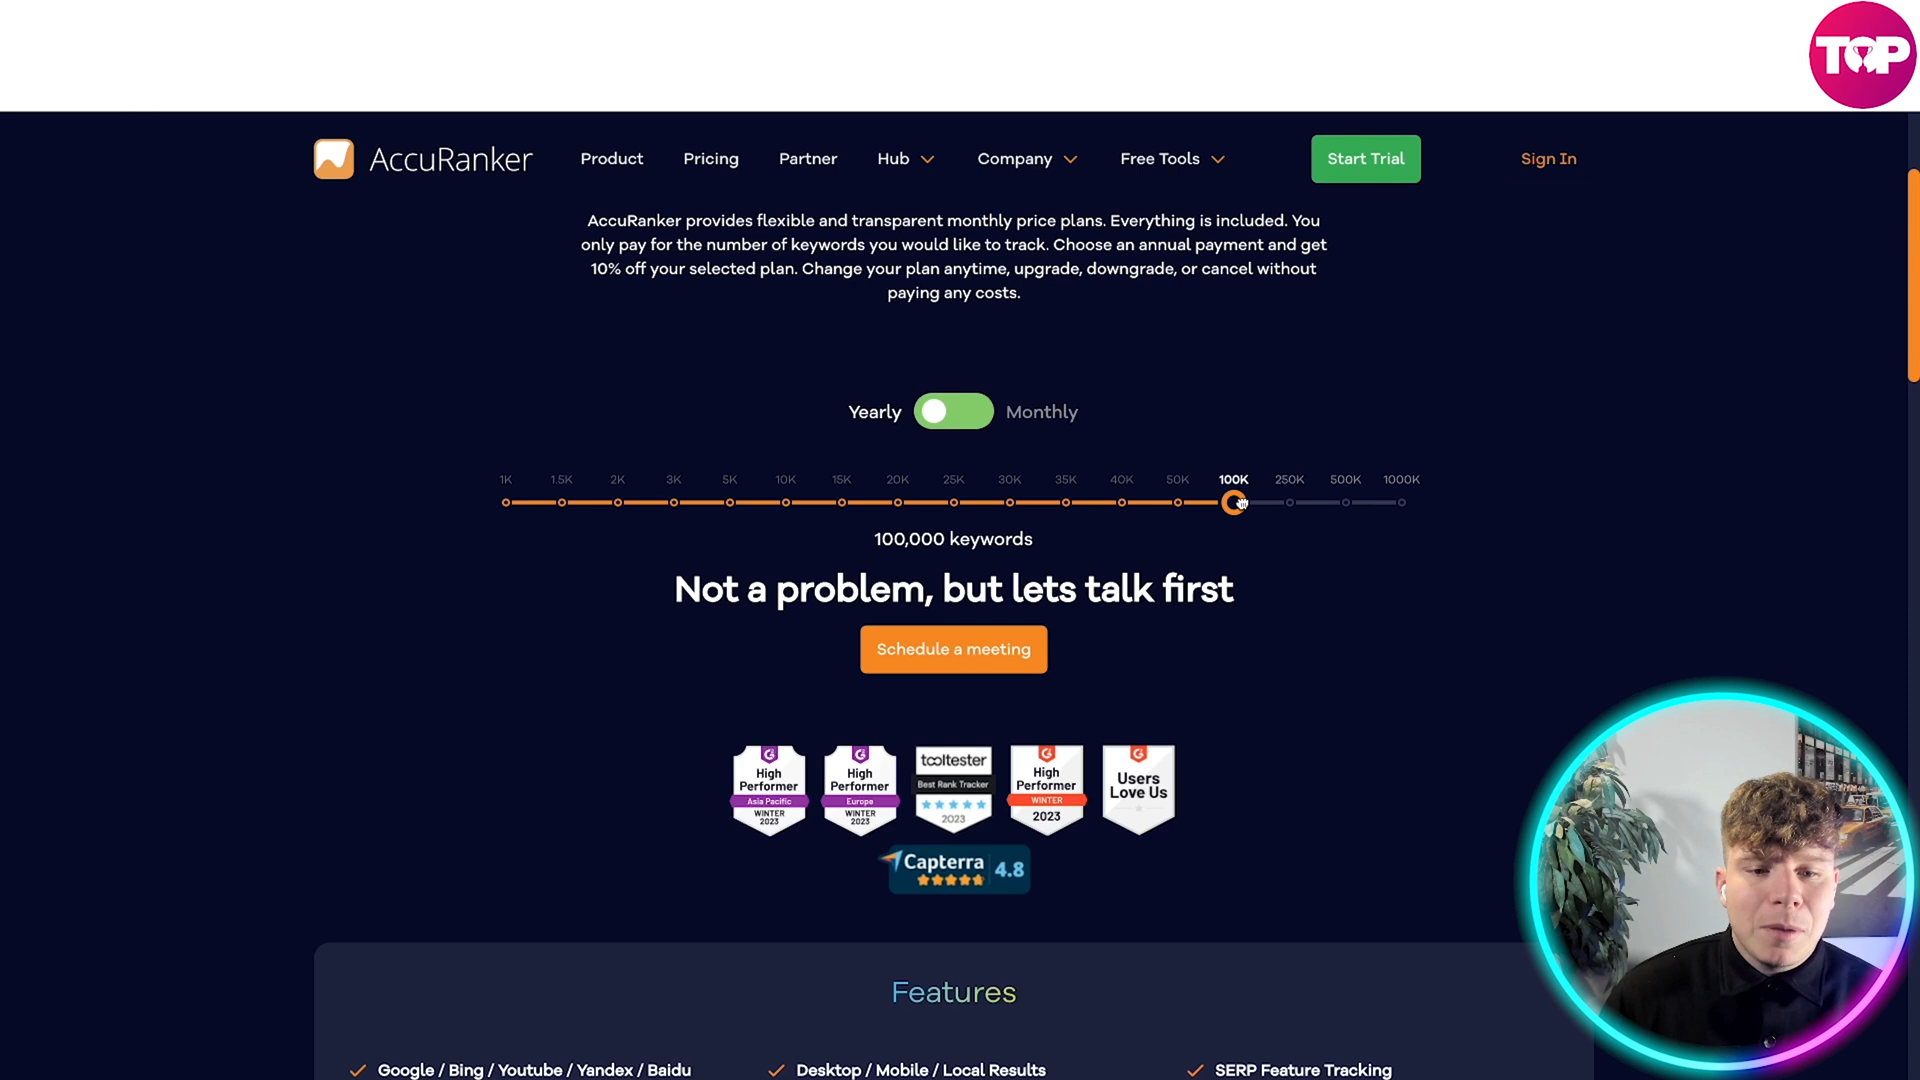 TOP
AccuRanker
Product
Pricing
Partner
Hub
Company
Free Tools
Start Trial
Sign In
AccuRanker provides flexible and transparent monthly price plans. Everything is included. You
only pay for the number of keywords you would like to track. Choose an annual payment and get
10% off your selected plan. Change your plan anytime, upgrade, downgrade, or cancel without
paying any costs.
Yearly
Monthly
1K 1.5K 2K 3K 5K 10K 15K 20K 25K 30K 35K 40K 50K 100K 250K 500K 1000K
100,000 keywords
Not a problem, but lets talk first
Schedule a meeting
High
Performer
Asia Pacific
WINTER
2023
High
Performer
Europe
WINTER
2023
tooltester
Best Rank Tracker
2023
High
Performer
WINTER
2023
Users
Love Us
Capterra 4.8
Features
Google / Bing / Youtube / Yandex / Baidu
Desktop / Mobile / Local Results
SERP Feature Tracking